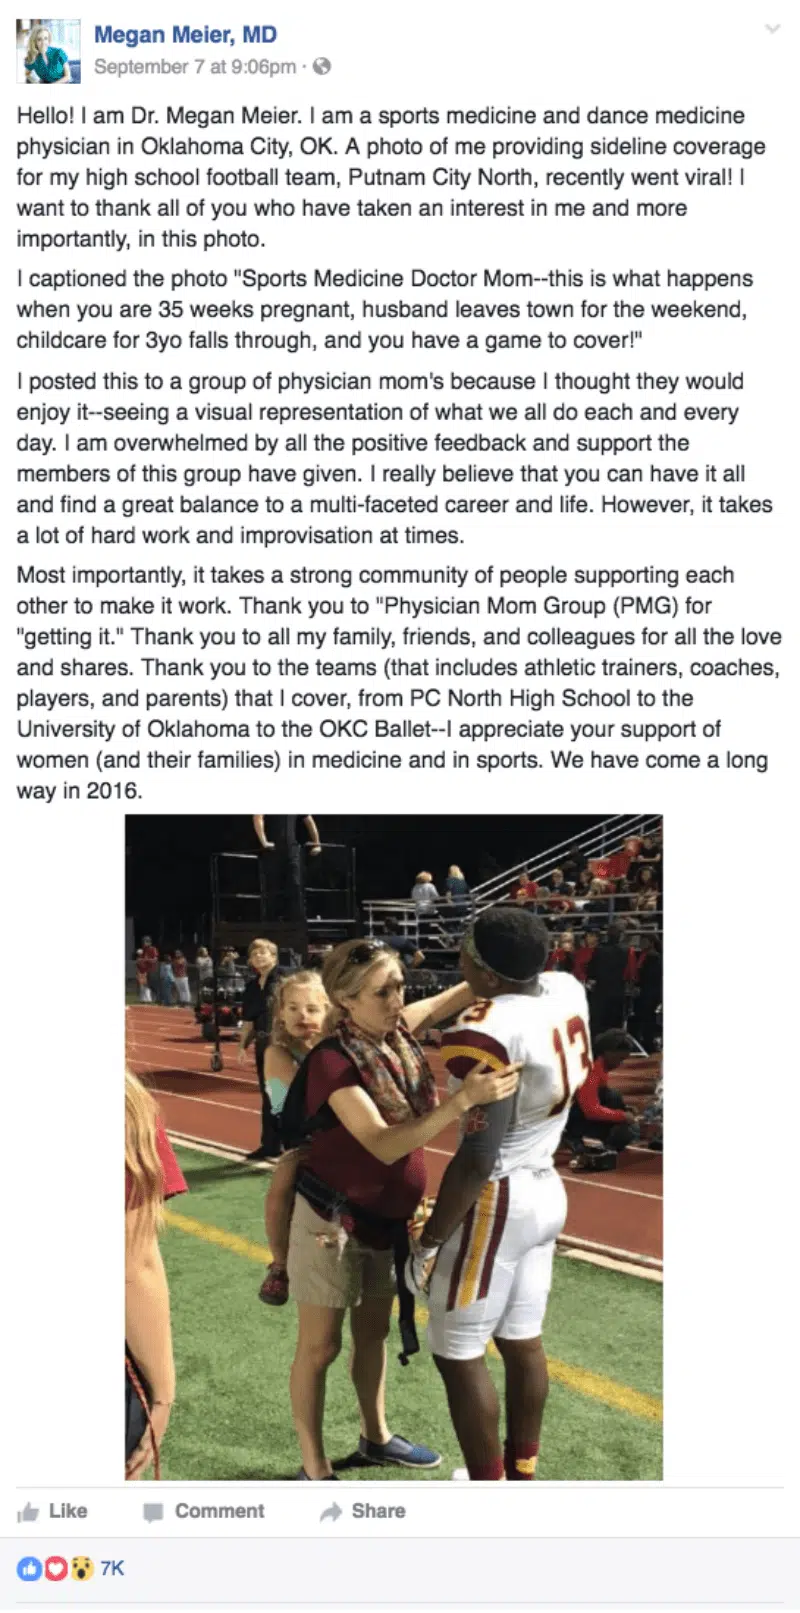 Megan Meier, MD
September 7 at 9:06pm ·
Hello! I am Dr. Megan Meier. I am a sports medicine and dance medicine
physician in Oklahoma City, OK. A photo of me providing sideline coverage
for my high school football team, Putnam City North, recently went viral! I
want to thank all of you who have taken an interest in me and more
importantly, in this photo.
I captioned the photo "Sports Medicine Doctor Mom--this is what happens
when you are 35 weeks pregnant, husband leaves town for the weekend,
childcare for 3yo falls through, and you have a game to cover!"
I posted this to a group of physician mom's because I thought they would
enjoy it--seeing a visual representation of what we all do each and every
day. I am overwhelmed by all the positive feedback and support the
members of this group have given. I really believe that you can have it all
and find a great balance to a multi-faceted career and life. However, it takes
a lot of hard work and improvisation at times.
Most importantly, it takes a strong community of people supporting each
other to make it work. Thank you to "Physician Mom Group (PMG) for
"getting it." Thank you to all my family, friends, and colleagues for all the love
and shares. Thank you to the teams (that includes athletic trainers, coaches,
players, and parents) that I cover, from PC North High School to the
University of Oklahoma to the OKC Ballet--I appreciate your support of
women (and their families) in medicine and in sports. We have come a long
way in 2016.
13
Like Comment Share
7K